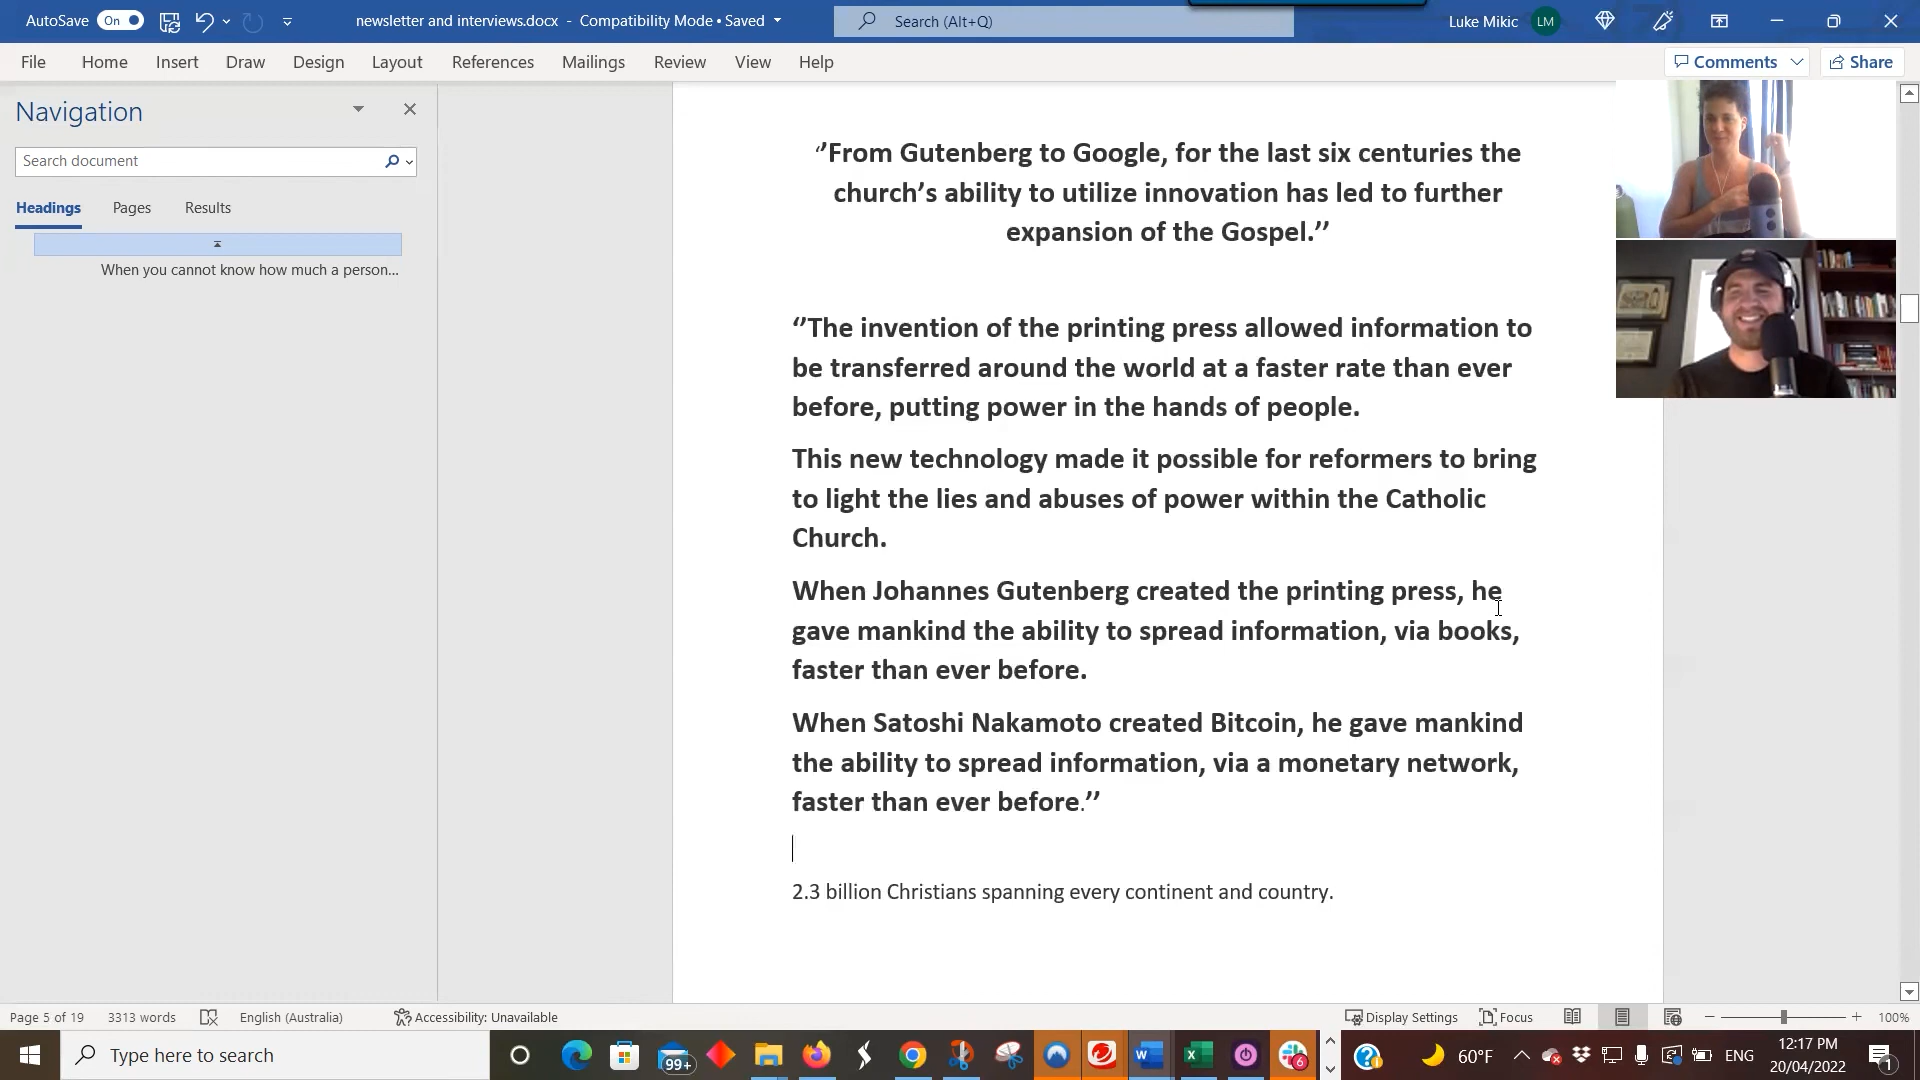 AutoSave On newsletter and interviews.docx - Compatibility Mode • Saved Search (Alt+Q) Luke Mikic LM
File Home Insert Draw Design Layout References Mailings Review View Help Comments Share
Navigation
Search document
Headings Pages Results
When you cannot know how much a person...
‘’From Gutenberg to Google, for the last six centuries the
church’s ability to utilize innovation has led to further
expansion of the Gospel.’’
‘’The invention of the printing press allowed information to
be transferred around the world at a faster rate than ever
before, putting power in the hands of people.
This new technology made it possible for reformers to bring
to light the lies and abuses of power within the Catholic
Church.
When Johannes Gutenberg created the printing press, he
gave mankind the ability to spread information, via books,
faster than ever before.
When Satoshi Nakamoto created Bitcoin, he gave mankind
the ability to spread information, via a monetary network,
faster than ever before.’’
2.3 billion Christians spanning every continent and country.
Page 5 of 19 3313 words English (Australia) Accessibility: Unavailable Display Settings Focus 100%
Type here to search 99+ 6 60°F ENG 12:17 PM
20/04/2022 1